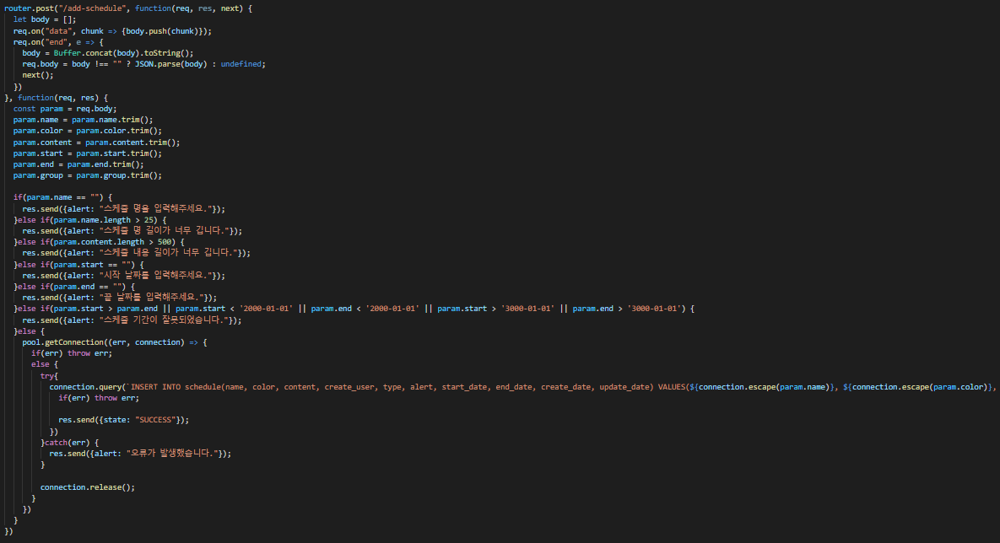 router.post("/add-schedule", function(req, res, next) {
  let body = [];
  req.on("data", chunk => {body.push(chunk)});
  req.on("end", e => {
    body = Buffer.concat(body).toString();
    req.body = body !== "" ? JSON.parse(body) : undefined;
    next();
  })
}, function(req, res) {
  const param = req.body;
  param.name = param.name.trim();
  param.color = param.color.trim();
  param.content = param.content.trim();
  param.start = param.start.trim();
  param.end = param.end.trim();
  param.group = param.group.trim();

  if(param.name == "") {
    res.send({alert: "스케줄 명을 입력해주세요."});
  }else if(param.name.length > 25) {
    res.send({alert: "스케줄 명 길이가 너무 깁니다."});
  }else if(param.content.length > 500) {
    res.send({alert: "스케줄 내용 길이가 너무 깁니다."});
  }else if(param.start == "") {
    res.send({alert: "시작 날짜를 입력해주세요."});
  }else if(param.end == "") {
    res.send({alert: "끝 날짜를 입력해주세요."});
  }else if(param.start > param.end || param.start < '2000-01-01' || param.end < '2000-01-01' || param.start > '3000-01-01' || param.end > '3000-01-01') {
    res.send({alert: "스케줄 기간이 잘못되었습니다."});
  }else {
    pool.getConnection((err, connection) => {
      if(err) throw err;
      else {
        try{
          connection.query(`INSERT INTO schedule(name, color, content, create_user, type, alert, start_date, end_date, create_date, update_date) VALUES(${connection.escape(param.name)}, ${connection.escape(param.color)},
            if(err) throw err;

            res.send({state: "SUCCESS"});
          })
        }catch(err) {
          res.send({alert: "오류가 발생했습니다."});
        }

        connection.release();
      }
    })
  }
})